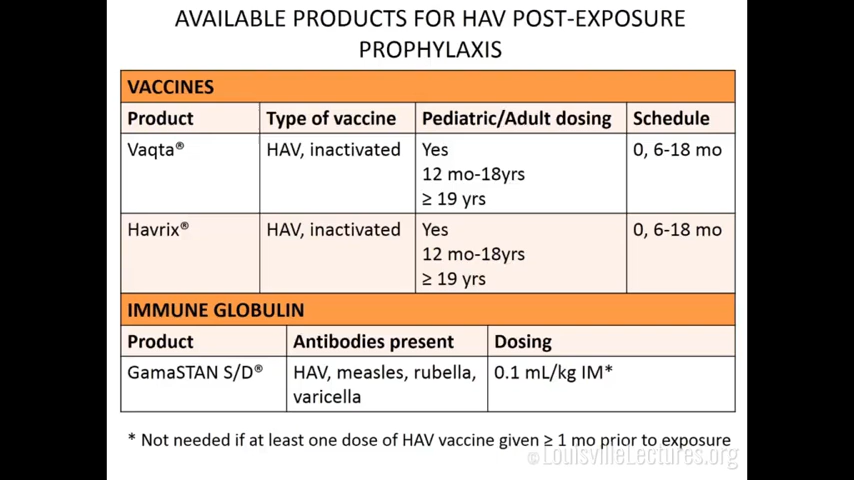 AVAILABLE PRODUCTS FOR HAV POST-EXPOSURE
PROPHYLAXIS
VACCINES
Product Type of vaccine Pediatric/Adult dosing Schedule
Vaqta® HAV, inactivated Yes 0, 6-18 mo
12 mo-18yrs
≥ 19 yrs
Havrix® HAV, inactivated Yes 0, 6-18 mo
12 mo-18yrs
≥ 19 yrs
IMMUNE GLOBULIN
Product Antibodies present Dosing
GamaSTAN S/D® HAV, measles, rubella, 0.1 mL/kg IM*
varicella
* Not needed if at least one dose of HAV vaccine given ≥ 1 mo prior to exposure
©LouisvilleLectures.org